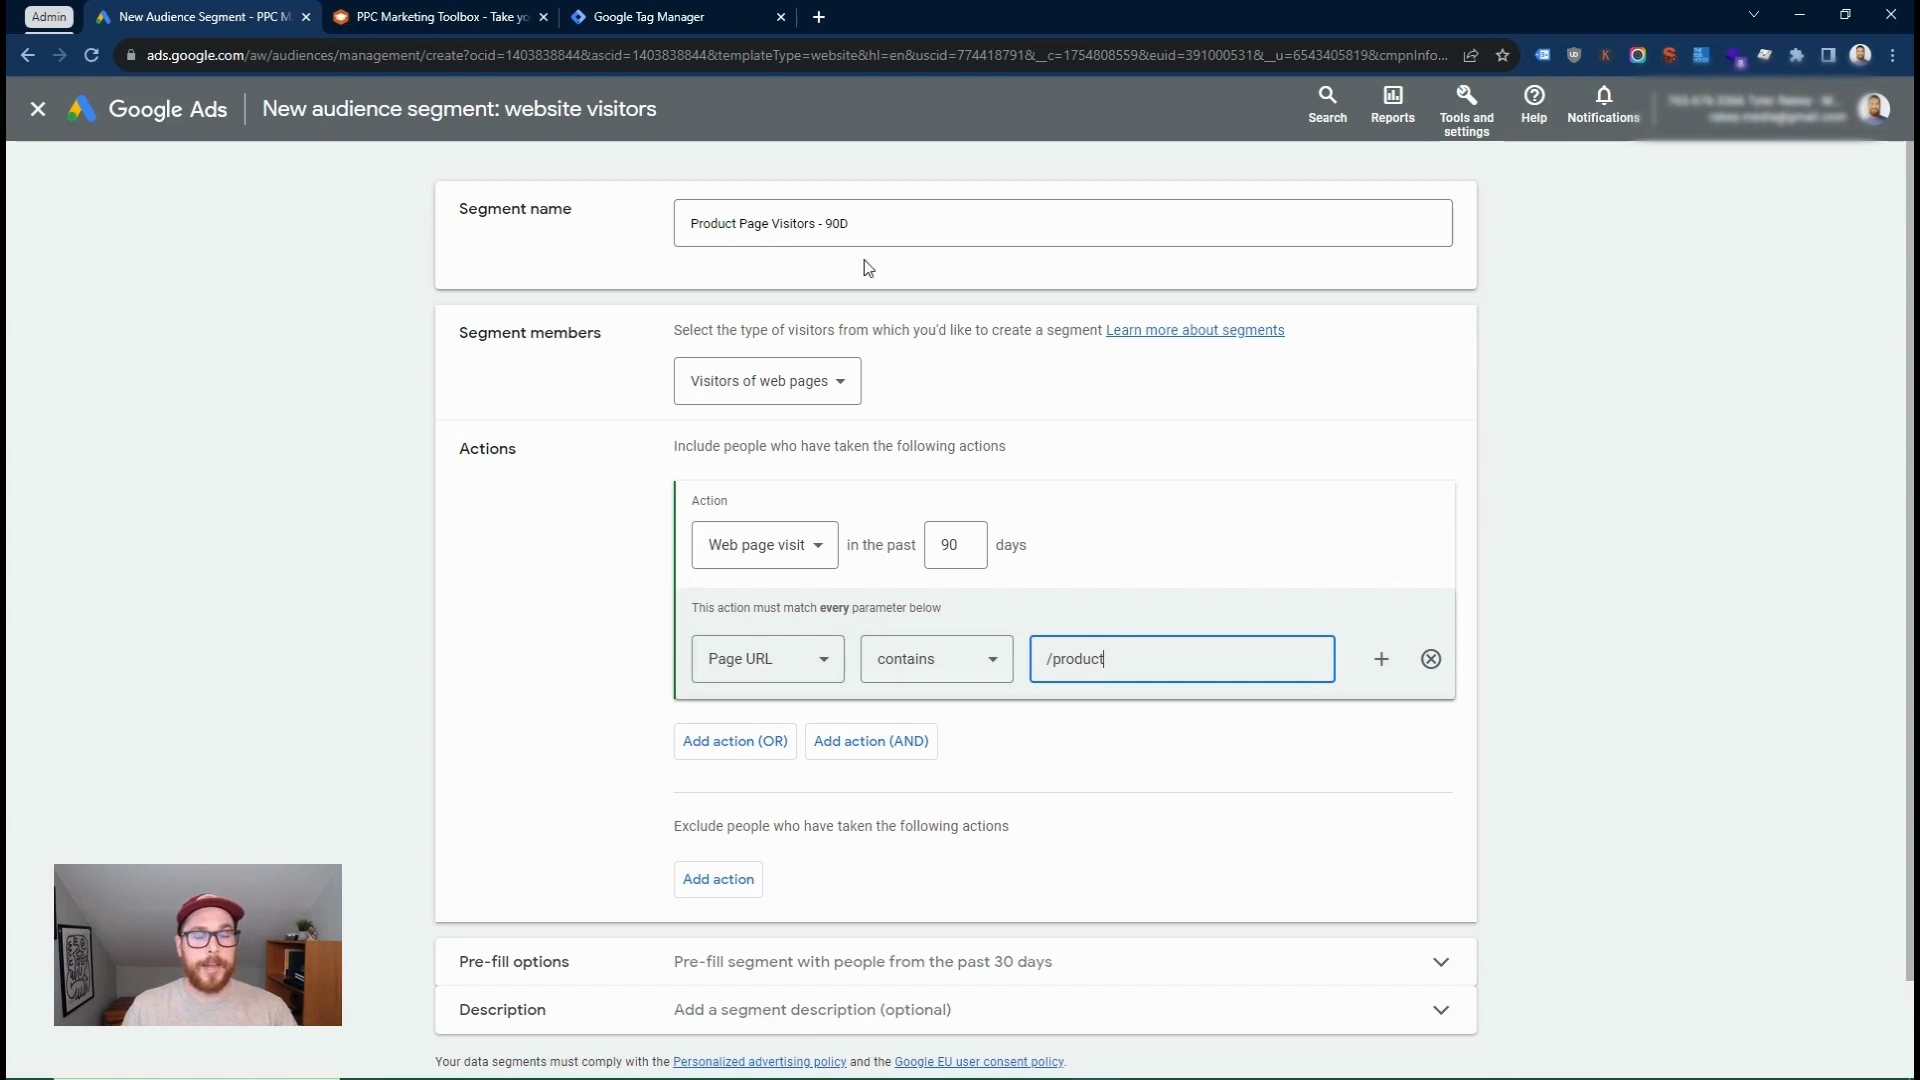 Admin
New Audience Segment - PPC M
PPC Marketing Toolbox - Take yo
Google Tag Manager
ads.google.com/aw/audiences/management/create?ocid=1403838844&ascid=1403838844&templateType=website&hl=en&uscid=774418791&__c=1754808559&euid=391000531&__u=6543405819&cmpnInfo...
Google Ads
New audience segment: website visitors
Search
Reports
Tools and
settings
Help
Notifications
Segment name
Product Page Visitors - 90D
Segment members
Select the type of visitors from which you'd like to create a segment Learn more about segments
Visitors of web pages
Actions
Include people who have taken the following actions
Action
Web page visit in the past 90 days
This action must match every parameter below
Page URL contains /product
Add action (OR) Add action (AND)
Exclude people who have taken the following actions
Add action
Pre-fill options
Pre-fill segment with people from the past 30 days
Description
Add a segment description (optional)
Your data segments must comply with the Personalized advertising policy and the Google EU user consent policy.